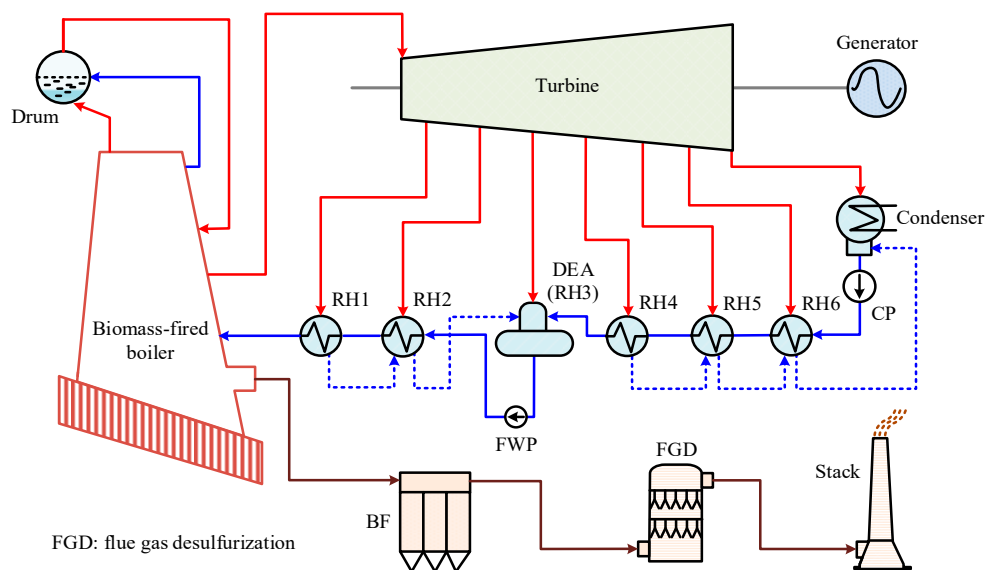 Generator
Turbine
Drum
Condenser
DEA
(RH3)
RH1
RH2
RH4
RH5
RH6
CP
Biomass-fired
boiler
FWP
FGD
Stack
BF
FGD: flue gas desulfurization